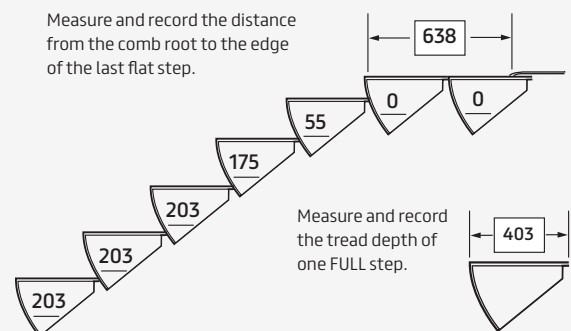 Measure and record the distance
from the comb root to the edge
of the last flat step.
638
0
0
55
175
203
203
203
Measure and record
the tread depth of
one FULL step.
403